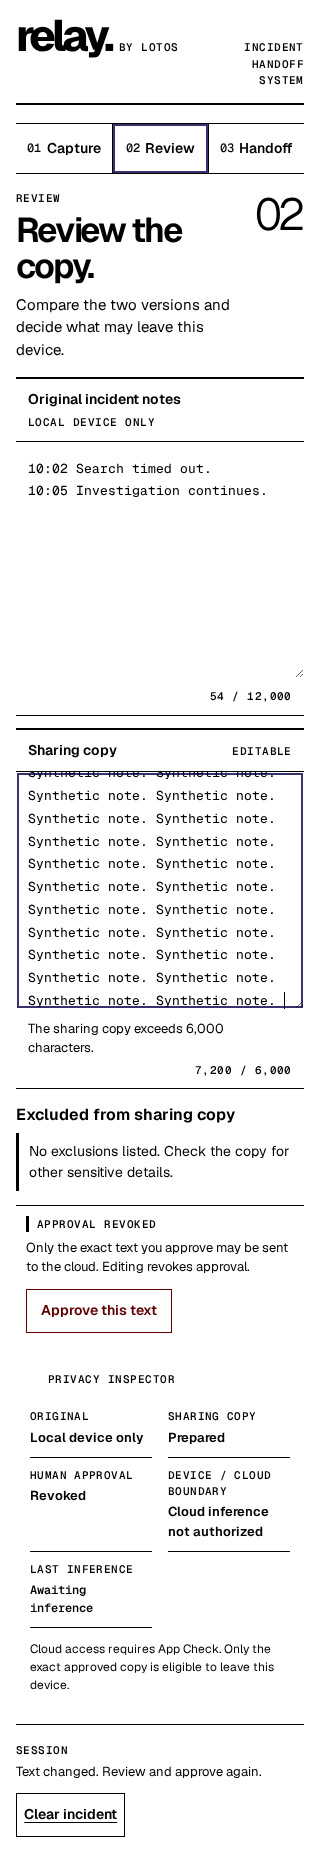 relay. BY LOTOS
INCIDENT
HANDOFF
SYSTEM
01 Capture
02 Review
03 Handoff
REVIEW
02
Review the
copy.
Compare the two versions and
decide what may leave this
device.
Original incident notes
LOCAL DEVICE ONLY
10:02 Search timed out.
10:05 Investigation continues.
54 / 12,000
Sharing copy
EDITABLE
Synthetic note. Synthetic note.
Synthetic note. Synthetic note.
Synthetic note. Synthetic note.
Synthetic note. Synthetic note.
Synthetic note. Synthetic note.
Synthetic note. Synthetic note.
Synthetic note. Synthetic note.
Synthetic note. Synthetic note.
Synthetic note. Synthetic note.
Synthetic note. Synthetic note.
Synthetic note. Synthetic note.
The sharing copy exceeds 6,000
characters.
7,200 / 6,000
Excluded from sharing copy
No exclusions listed. Check the copy for
other sensitive details.
APPROVAL REVOKED
Only the exact text you approve may be sent
to the cloud. Editing revokes approval.
Approve this text
PRIVACY INSPECTOR
ORIGINAL
Local device only
SHARING COPY
Prepared
HUMAN APPROVAL
Revoked
DEVICE / CLOUD
BOUNDARY
Cloud inference
not authorized
LAST INFERENCE
Awaiting
inference
Cloud access requires App Check. Only the
exact approved copy is eligible to leave this
device.
SESSION
Text changed. Review and approve again.
Clear incident